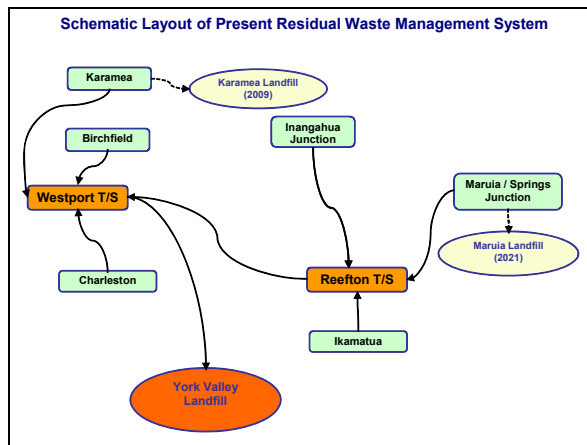 Schematic Layout of Present Residual Waste Management System
Karamea
Karamea Landfill
(2009)
Birchfield
Inangahua
Junction
Westport T/S
Maruia / Springs
Junction
Maruia Landfill
(2021)
Charleston
Reefton T/S
Ikamatua
York Valley
Landfill